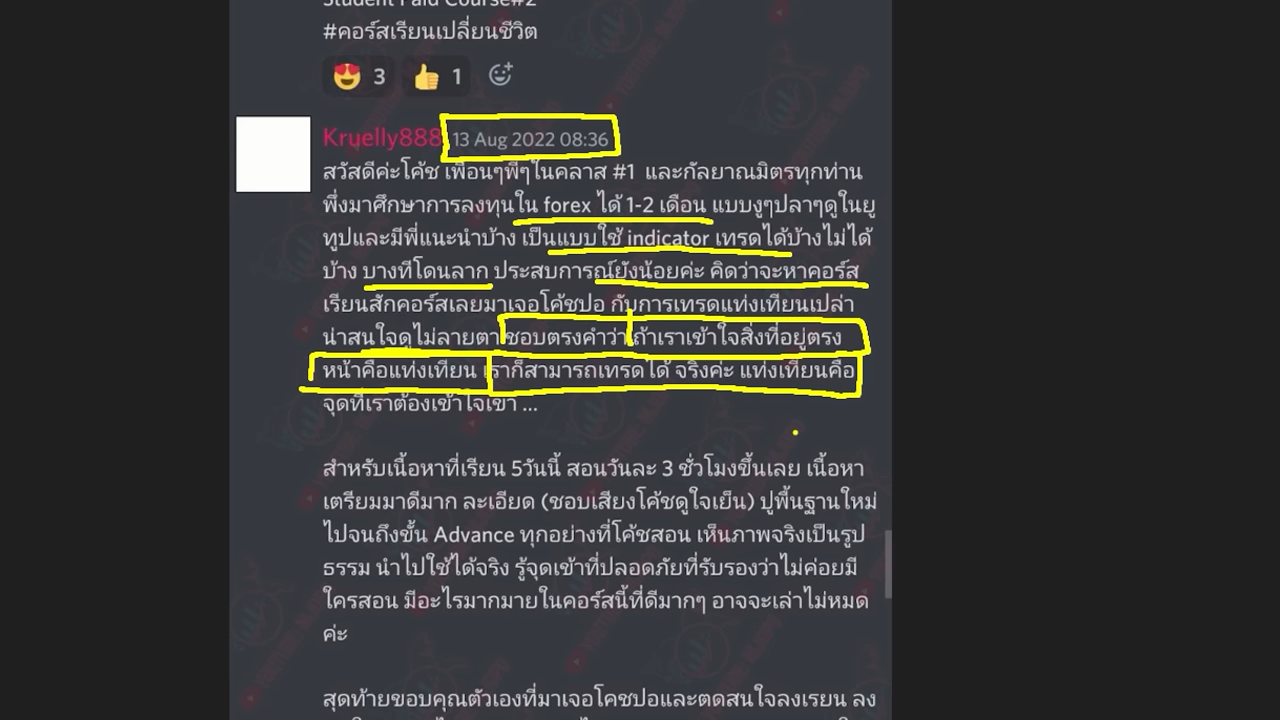 Student Paid Course#2
#คอร์สเรียนเปลี่ยนชีวิต
3 1
Kruelly888 13 Aug 2022 08:36
สวัสดีค่ะโค้ช เพื่อนๆพี่ๆในคลาส #1 และกัลยาณมิตรทุกท่าน
พึ่งมาศึกษาการลงทุนใน forex ได้ 1-2 เดือน แบบงูๆปลาๆดูในยู
ทูปและมีพี่แนะนำบ้าง เป็นแบบใช้ indicator เทรดได้บ้างไม่ได้
บ้าง บางทีโดนลาก ประสบการณ์ยังน้อยค่ะ คิดว่าจะหาคอร์ส
เรียนสักคอร์สเลยมาเจอโค้ชปอ กับการเทรดแท่งเทียนเปล่า
น่าสนใจดูไม่ลายตา ชอบตรงคำว่า ถ้าเราเข้าใจสิ่งที่อยู่ตรง
หน้าคือแท่งเทียน เราก็สามารถเทรดได้ จริงค่ะ แท่งเทียนคือ
จุดที่เราต้องเข้าใจเขา ...
สำหรับเนื้อหาที่เรียน 5วันนี้ สอนวันละ 3 ชั่วโมงขึ้นเลย เนื้อหา
เตรียมมาดีมาก ละเอียด (ชอบเสียงโค้ชดูใจเย็น) ปูพื้นฐานใหม่
ไปจนถึงขั้น Advance ทุกอย่างที่โค้ชสอน เห็นภาพจริงเป็นรูป
ธรรม นำไปใช้ได้จริง รู้จุดเข้าที่ปลอดภัยที่รับรองว่าไม่ค่อยมี
ใครสอน มีอะไรมากมายในคอร์สนี้ที่ดีมากๆ อาจจะเล่าไม่หมด
ค่ะ
สุดท้ายขอบคุณตัวเองที่มาเจอโค้ชปอและตัดสินใจลงเรียน ลง